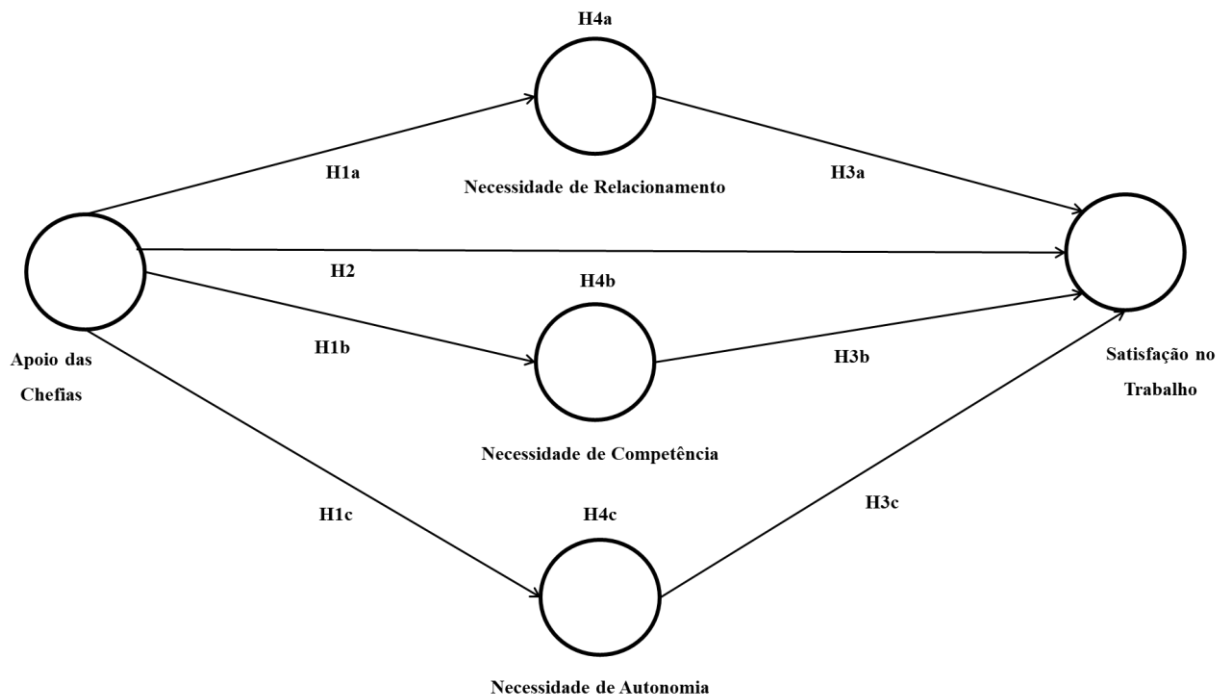 H4a
H1a
H3a
Necessidade de Relacionamento
H2
H4b
H1b
H3b
Apoio das
Chefias
Satisfação no
Trabalho
Necessidade de Competência
H1c
H4c
H3c
Necessidade de Autonomia